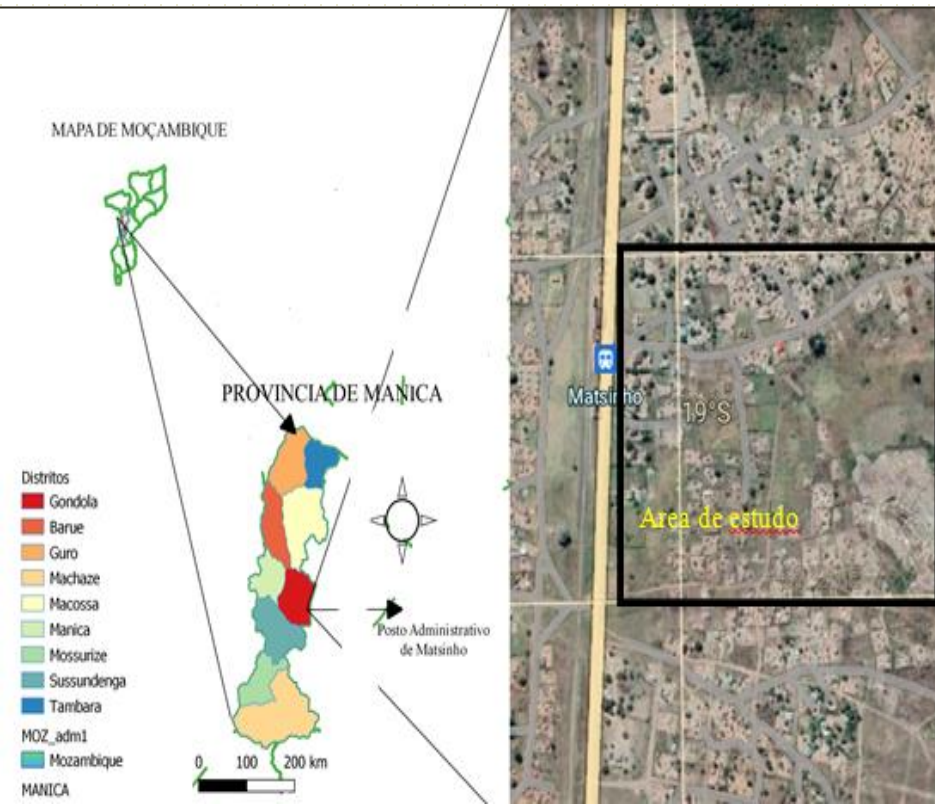 MAPA DE MOÇAMBIQUE
PROVINCIA DE MANICA
Distritos
Gondola
Barue
Guro
Machaze
Macossa
Manica
Mossurize
Sussundenga
Tambara
MOZ_adm1
Mozambique
MANICA
0 100 200 km
Posto Administrativo
de Matsinho
Matsinho
19°S
Area de estudo